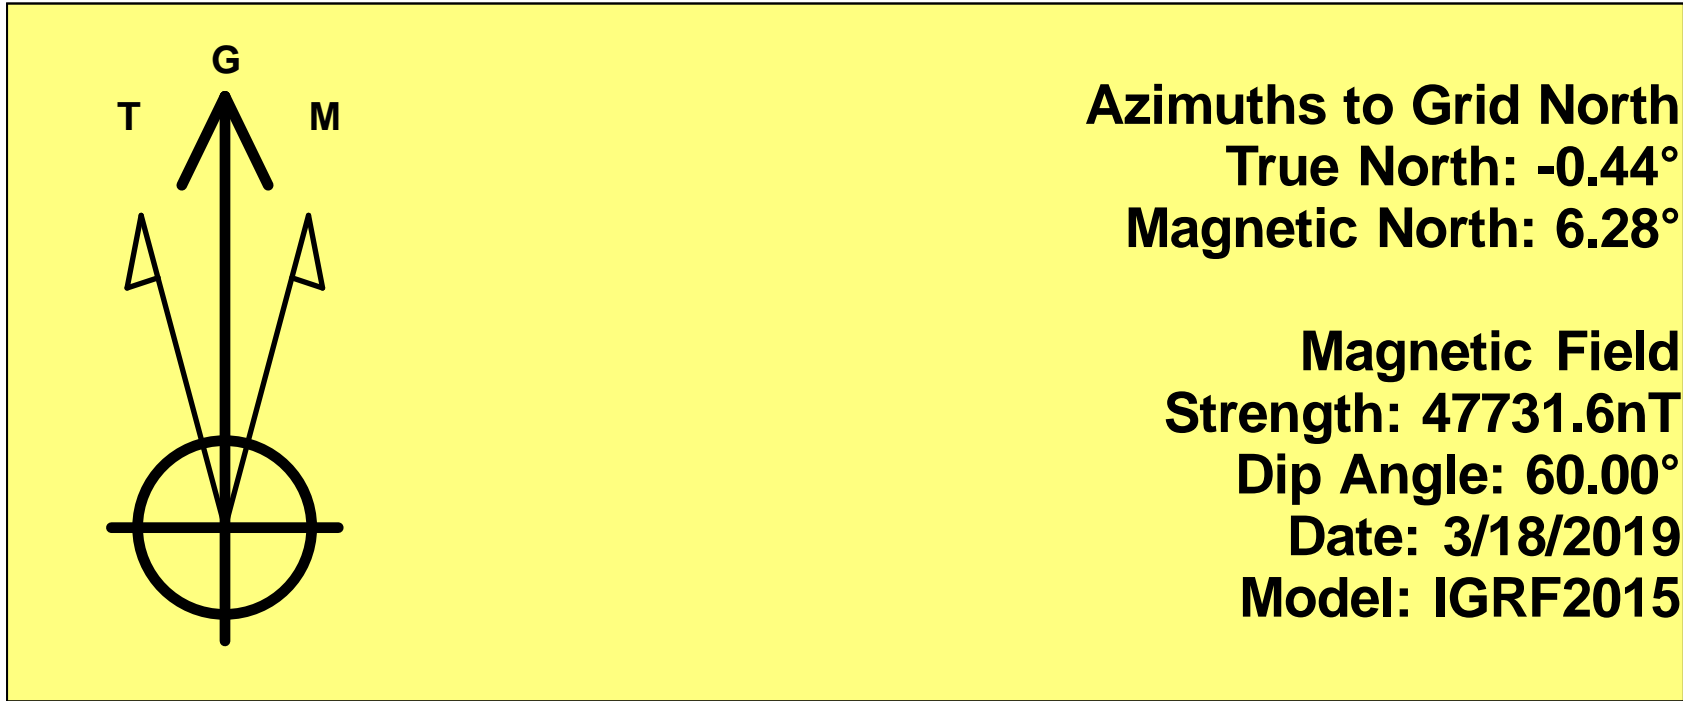 G
T M
Azimuths to Grid North
True North: -0.44°
Magnetic North: 6.28°
Magnetic Field
Strength: 47731.6nT
Dip Angle: 60.00°
Date: 3/18/2019
Model: IGRF2015